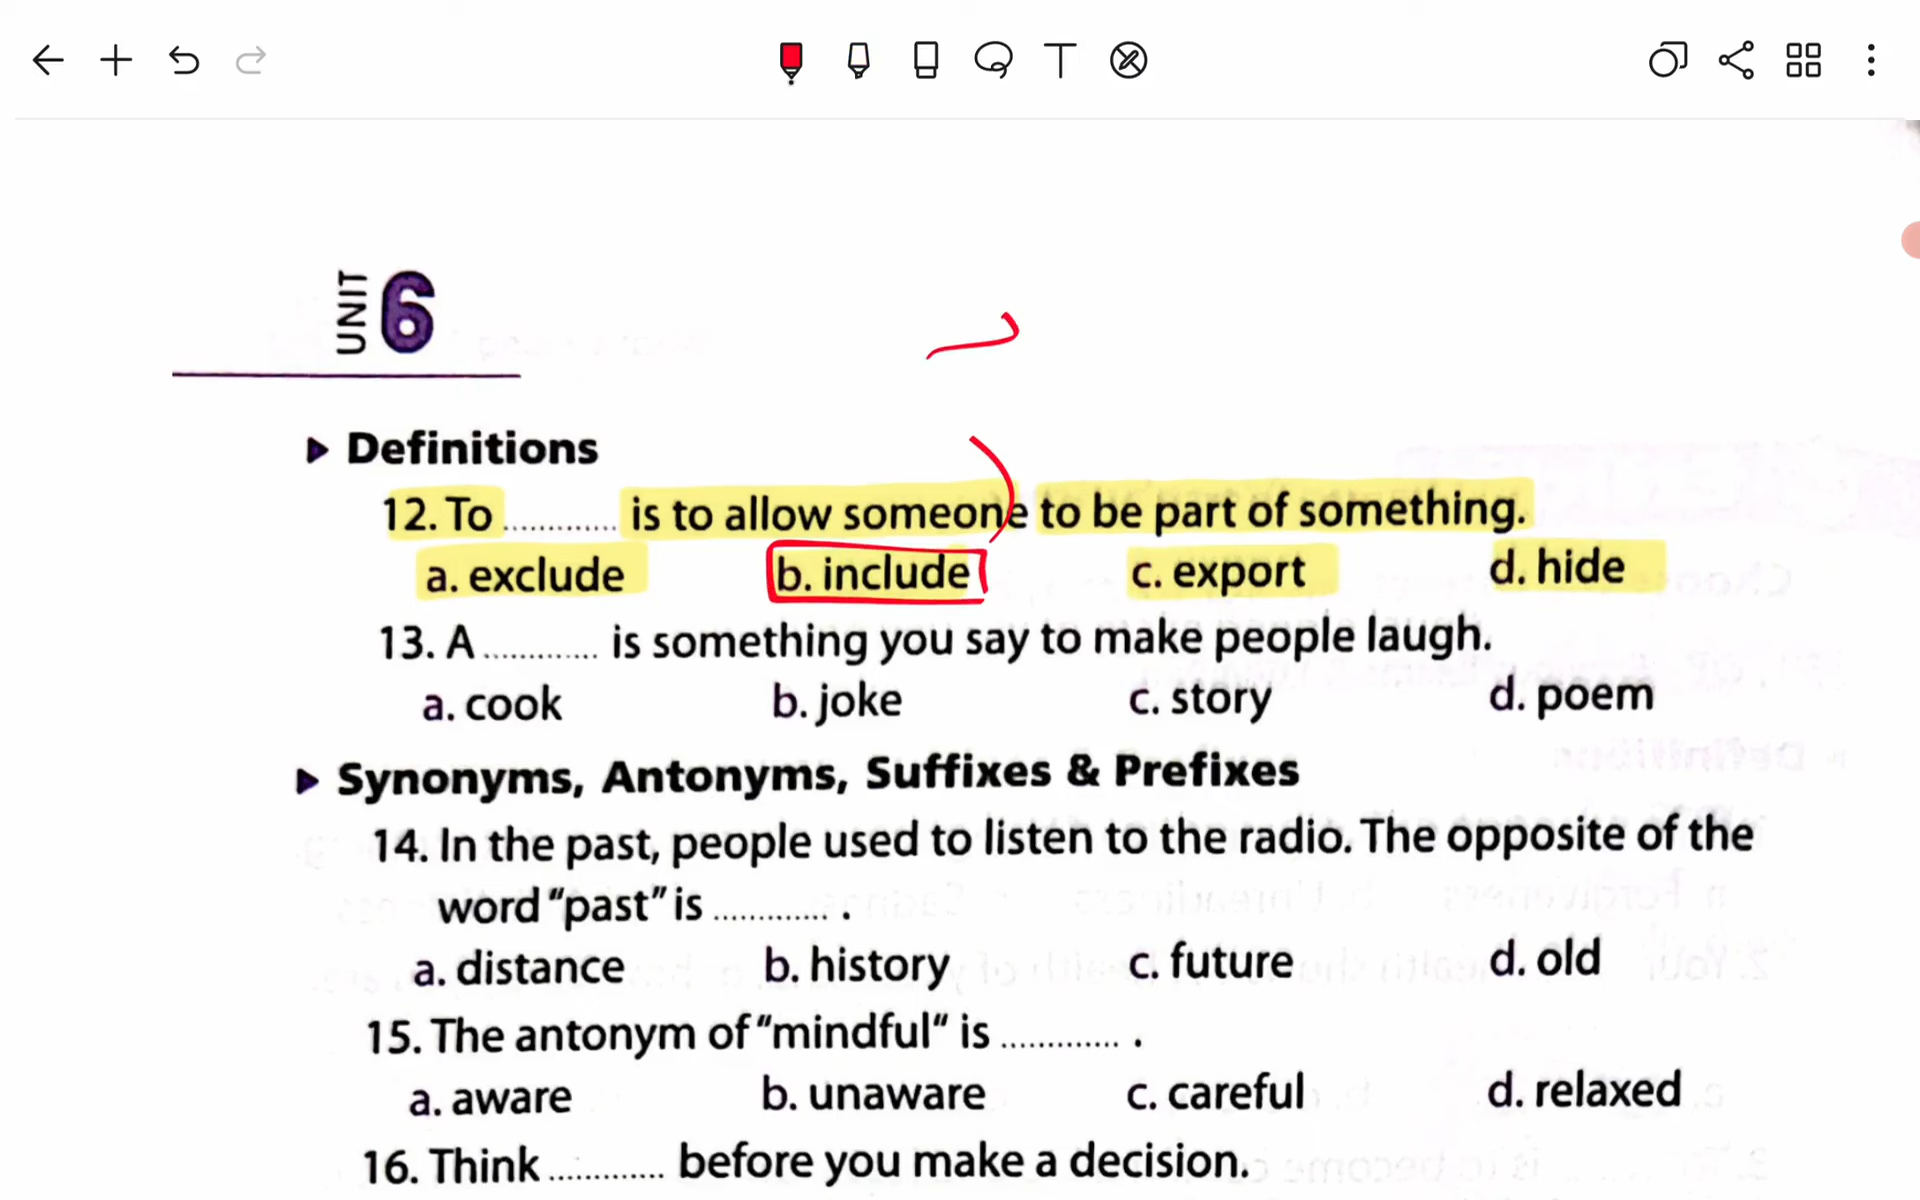 UNIT 6
Definitions
12. To ............ is to allow someone to be part of something.
a. exclude b. include c. export d. hide
13. A ............ is something you say to make people laugh.
a. cook b. joke c. story d. poem
Synonyms, Antonyms, Suffixes & Prefixes
14. In the past, people used to listen to the radio. The opposite of the
word "past" is ............ .
a. distance b. history c. future d. old
15. The antonym of "mindful" is ............ .
a. aware b. unaware c. careful d. relaxed
16. Think ............ before you make a decision.